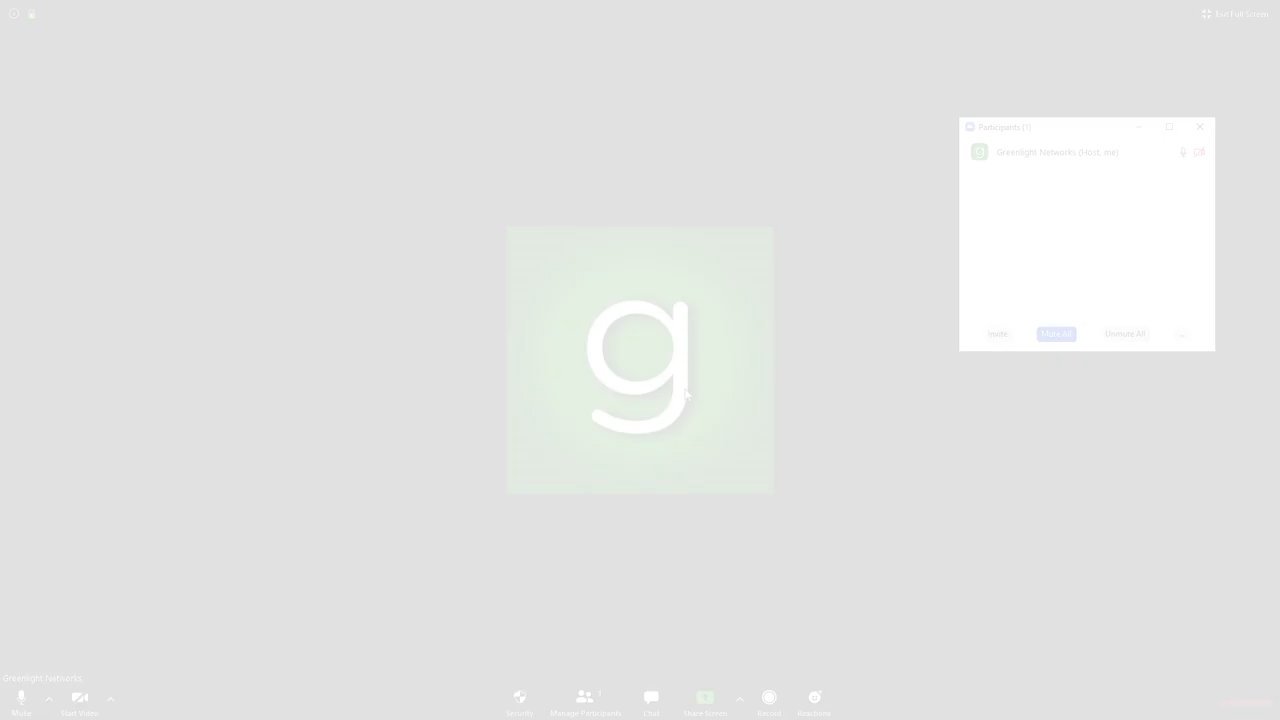 Exit Full Screen
Participants (1)
Greenlight Networks (Host, me)
g
Invite
Mute All
Unmute All
...
Greenlight Networks
Mute
Start Video
Security
Manage Participants
1
Chat
Share Screen
Record
Reactions